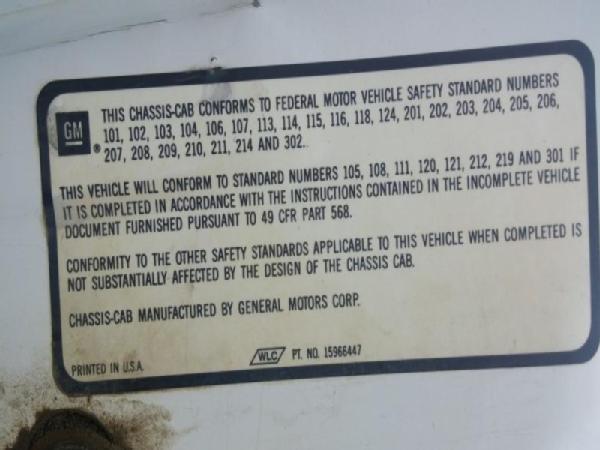 THIS CHASSIS-CAB CONFORMS TO FEDERAL MOTOR VEHICLE SAFETY STANDARD NUMBERS
101, 102, 103, 104, 106, 107, 113, 114, 115, 116, 118, 124, 201, 202, 203, 204, 205, 206,
GM ® 207, 208, 209, 210, 211, 214 AND 302.
THIS VEHICLE WILL CONFORM TO STANDARD NUMBERS 105, 108, 111, 120, 121, 212, 219 AND 301 IF
IT IS COMPLETED IN ACCORDANCE WITH THE INSTRUCTIONS CONTAINED IN THE INCOMPLETE VEHICLE
DOCUMENT FURNISHED PURSUANT TO 49 CFR PART 568.
CONFORMITY TO THE OTHER SAFETY STANDARDS APPLICABLE TO THIS VEHICLE WHEN COMPLETED IS
NOT SUBSTANTIALLY AFFECTED BY THE DESIGN OF THE CHASSIS CAB.
CHASSIS-CAB MANUFACTURED BY GENERAL MOTORS CORP.
PRINTED IN U.S.A. WLC PT. NO. 15966447